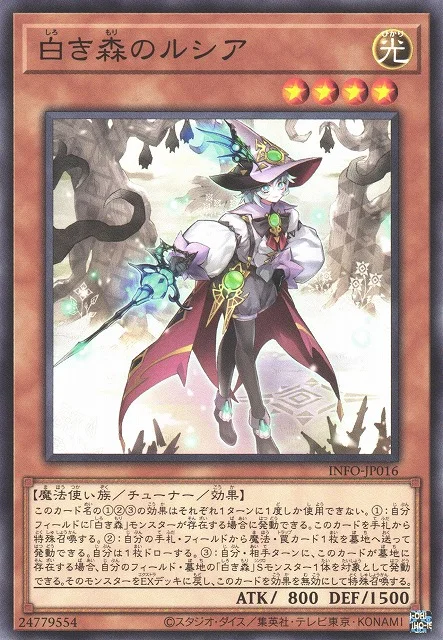 白き森のルシア
光
INFO-JP016
【魔法使い族／チューナー／効果】
このカード名の①②③の効果はそれぞれ1ターンに1度しか使用できない。①：自分
フィールドに「白き森」モンスターが存在する場合に発動できる。このカードを手札から
特殊召喚する。②：自分の手札・フィールドから魔法・罠カード1枚を墓地へ送って
発動できる。自分は1枚ドローする。③：自分・相手ターンに、このカードが墓地に
存在する場合、自分のフィールド・墓地の「白き森」Sモンスター1体を対象として発動
できる。そのモンスターをEXデッキに戻し、このカードを効果を無効にして特殊召喚する。
ATK/ 800 DEF/1500
24779554
©スタジオ・ダイス/集英社・テレビ東京・KONAMI